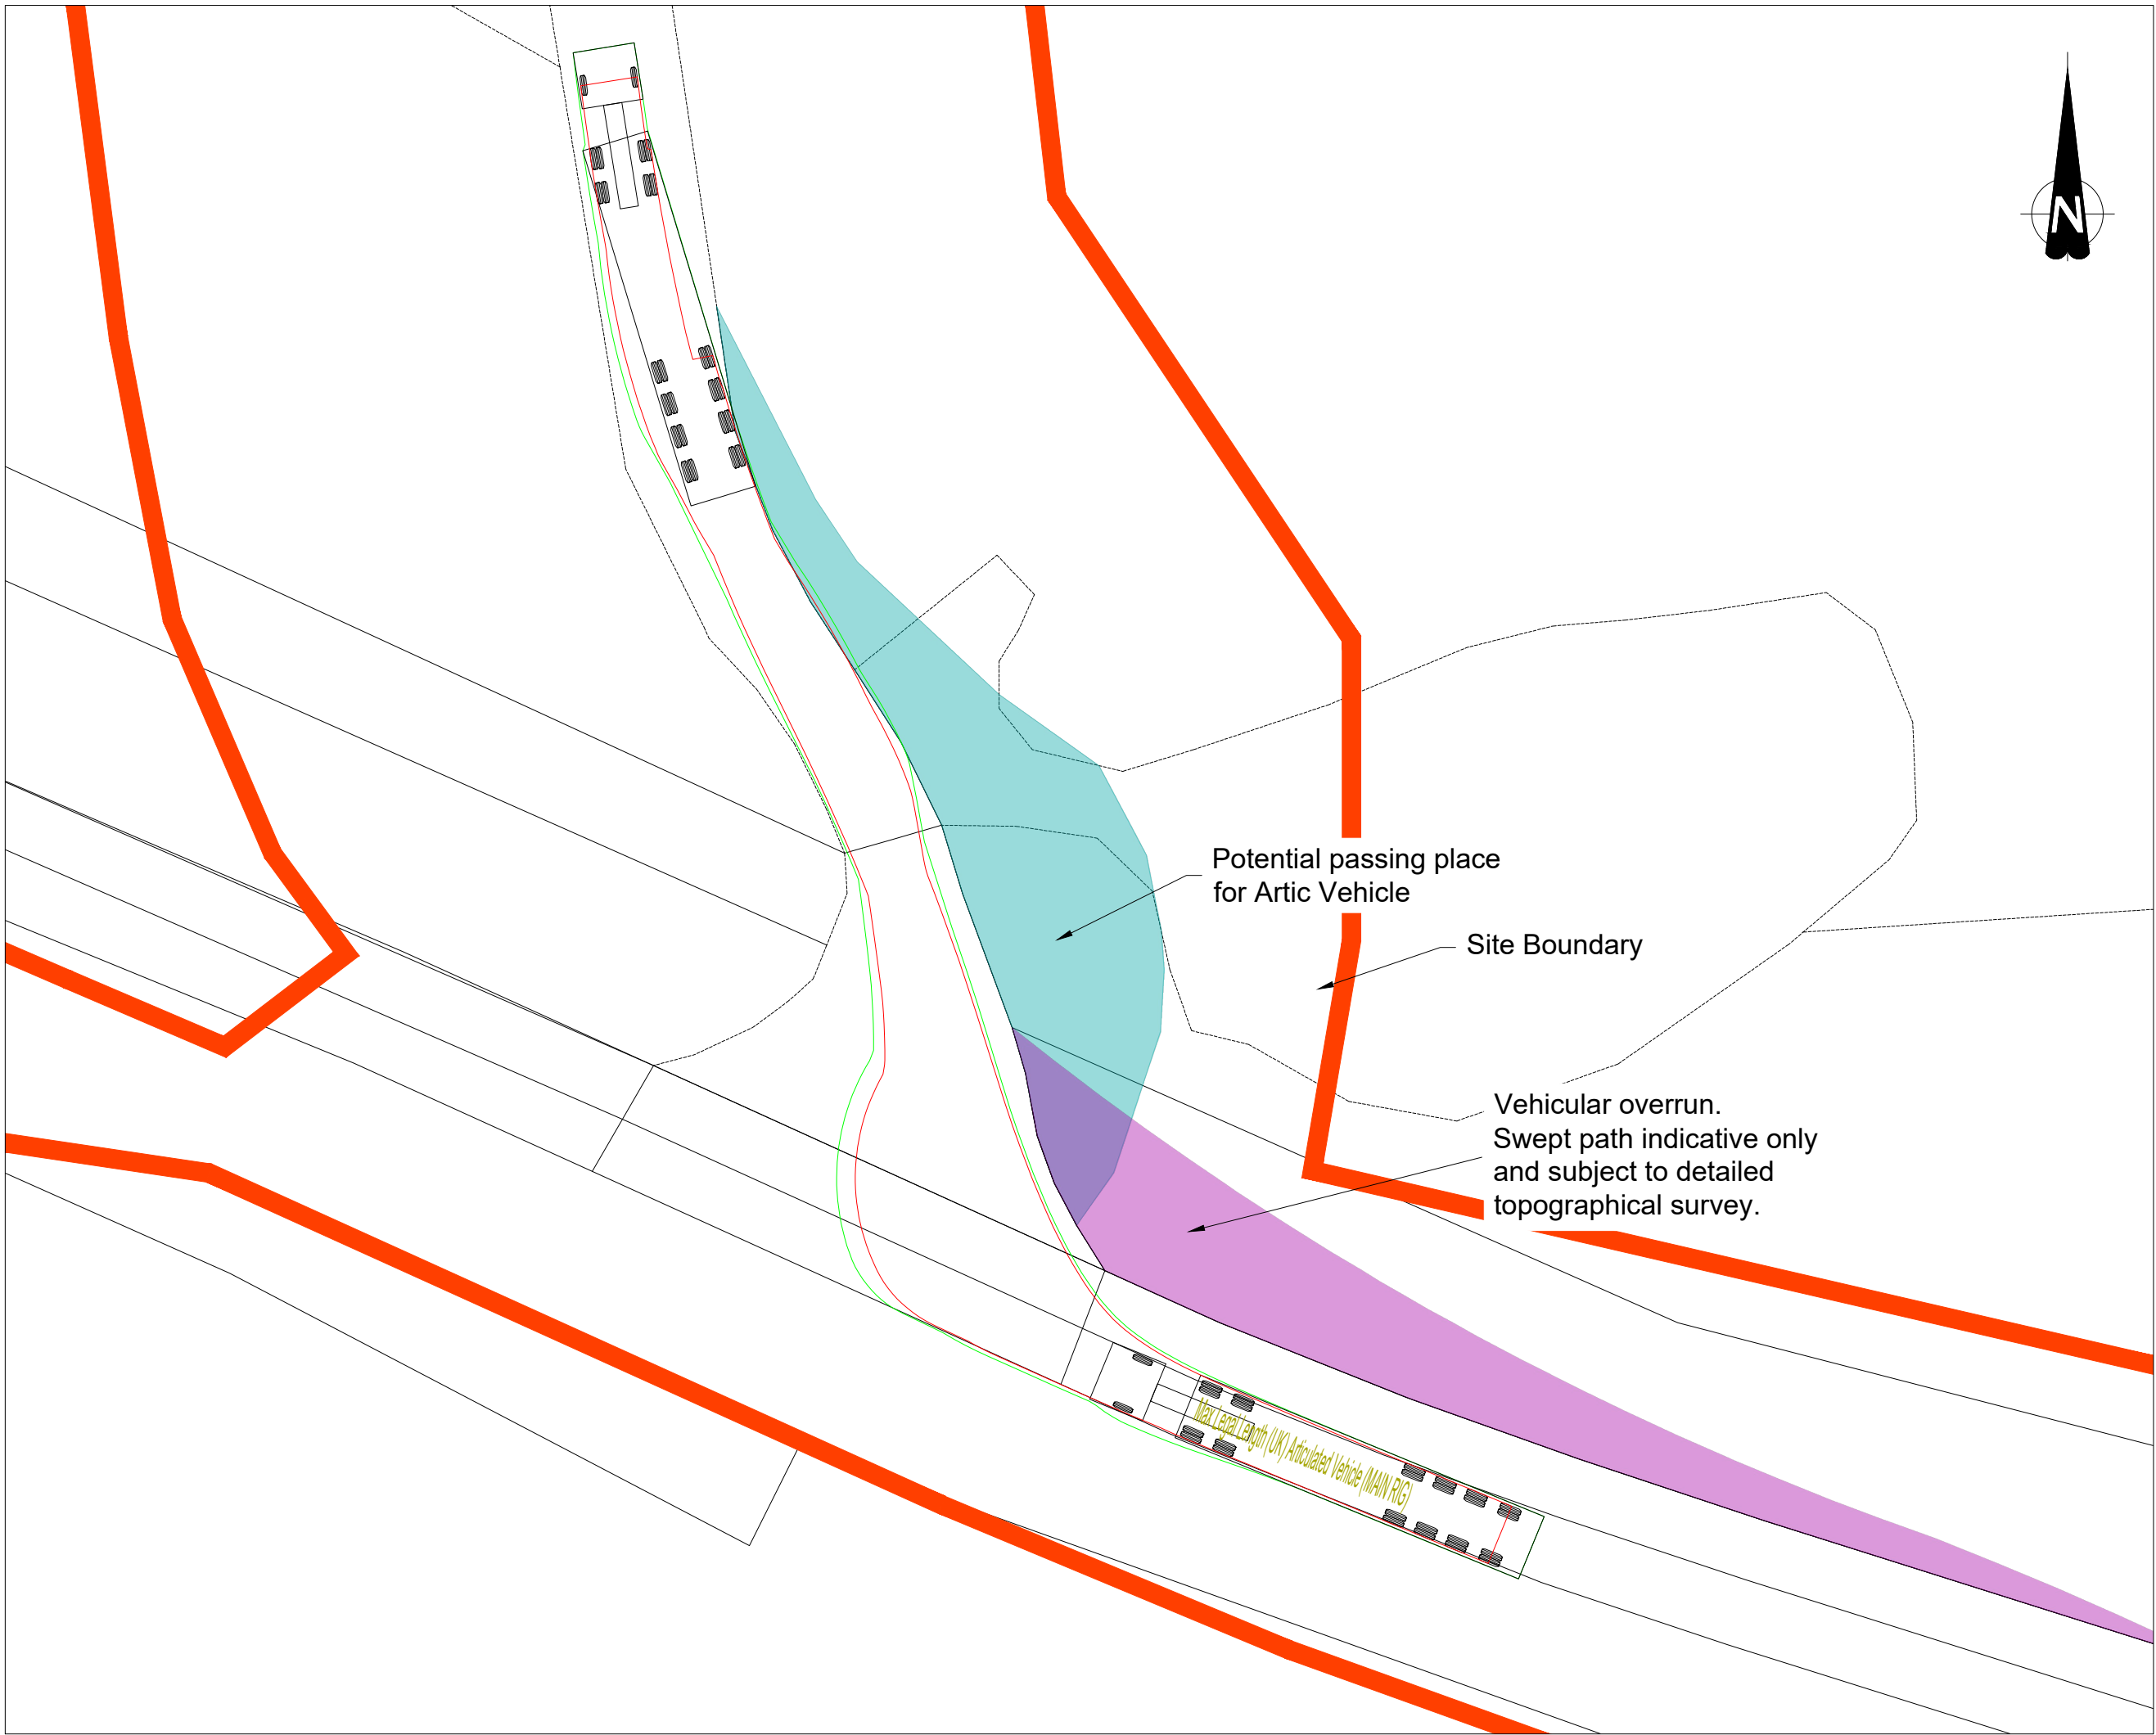 N
Potential passing place
for Artic Vehicle
Site Boundary
Vehicular overrun.
Swept path indicative only
and subject to detailed
topographical survey.
Max Legal Length (UK) Articulated Vehicle (MAIN RIG)